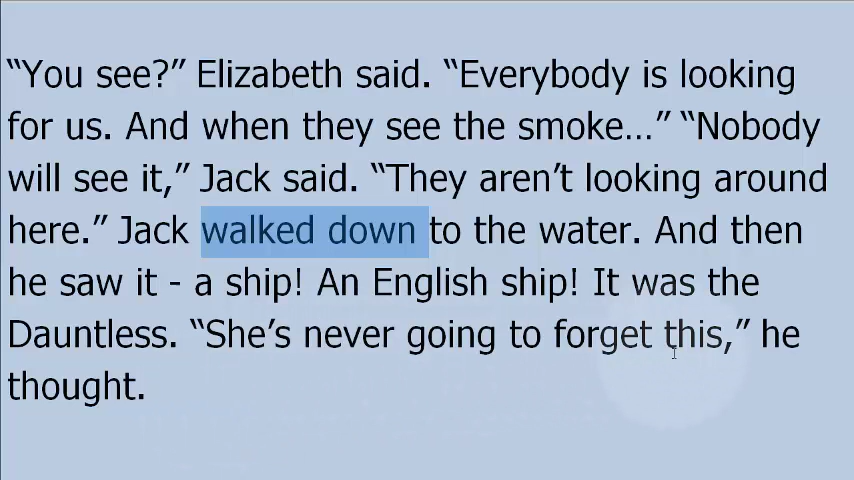 “You see?” Elizabeth said. “Everybody is looking
for us. And when they see the smoke…” “Nobody
will see it,” Jack said. “They aren’t looking around
here.” Jack walked down to the water. And then
he saw it - a ship! An English ship! It was the
Dauntless. “She’s never going to forget this,” he
thought.